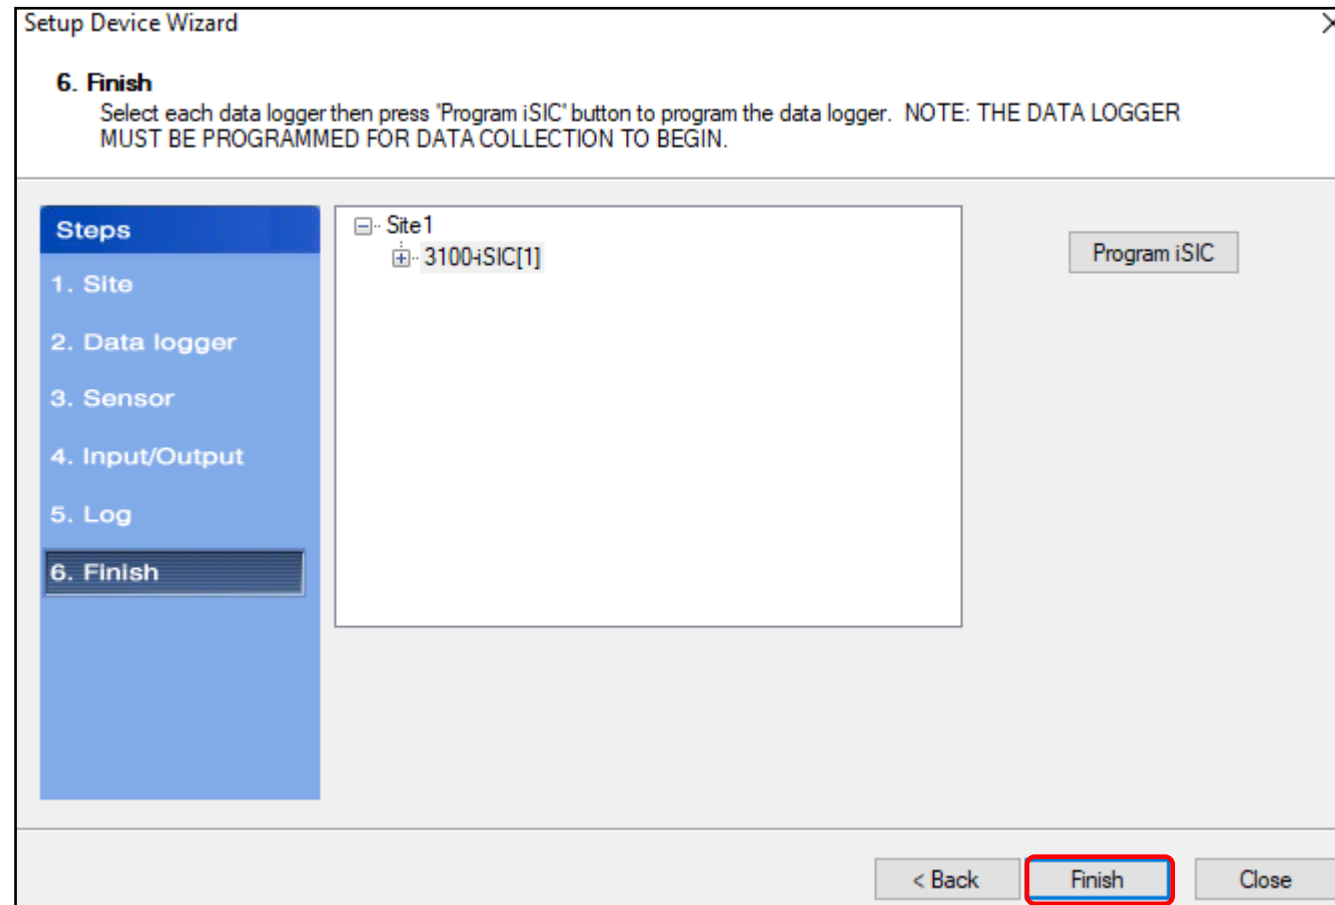 Setup Device Wizard
6. Finish
Select each data logger then press "Program iSIC" button to program the data logger. NOTE: THE DATA LOGGER
MUST BE PROGRAMMED FOR DATA COLLECTION TO BEGIN.
Steps
1. Site
2. Data logger
3. Sensor
4. Input/Output
5. Log
6. Finish
Site1
3100-iSIC[1]
Program iSIC
< Back
Finish
Close